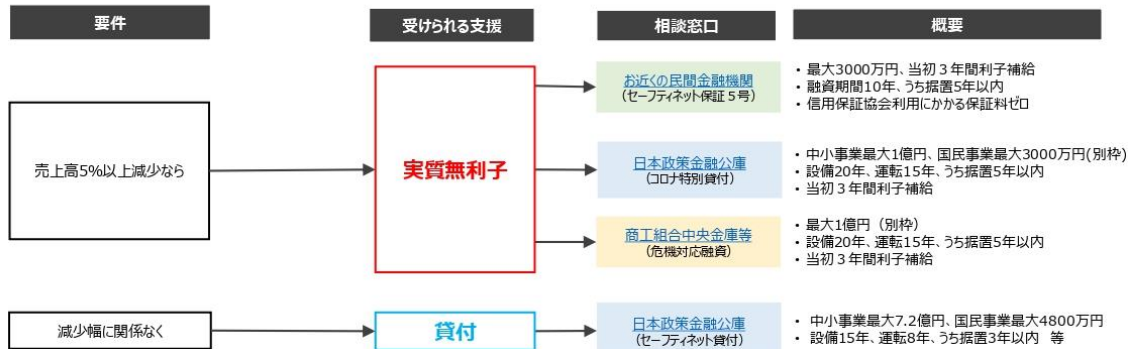 要件
受けられる支援
相談窓口
概要
売上高5%以上減少なら
実質無利子
お近くの民間金融機関
(セーフティネット保証５号)
・ 最大3000万円、当初３年間利子補給
・ 融資期間10年、うち据置5年以内
・ 信用保証協会利用にかかる保証料ゼロ
日本政策金融公庫
(コロナ特別貸付)
・ 中小事業最大1億円、国民事業最大3000万円(別枠)
・ 設備20年、運転15年、うち据置5年以内
・ 当初３年間利子補給
商工組合中央金庫等
(危機対応融資)
・ 最大1億円（別枠）
・ 設備20年、運転15年、うち据置5年以内
・ 当初３年間利子補給
減少幅に関係なく
貸付
日本政策金融公庫
(セーフティネット貸付)
・ 中小事業最大7.2億円、国民事業最大4800万円
・ 設備15年、運転8年、うち据置3年以内 等